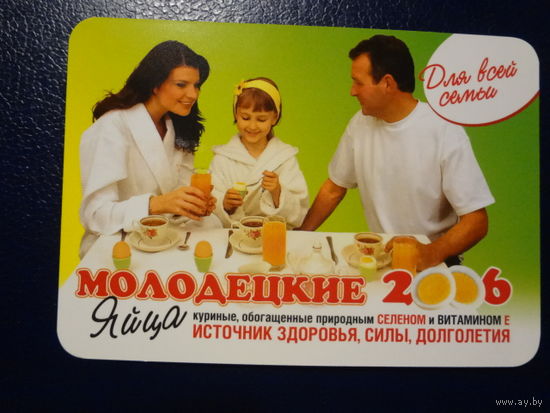 Для всей
семьи
МОЛОДЕЦКИЕ 2006
Яйца
куриные, обогащенные природным СЕЛЕНОМ и ВИТАМИНОМ Е
ИСТОЧНИК ЗДОРОВЬЯ, СИЛЫ, ДОЛГОЛЕТИЯ
© www.ay.by